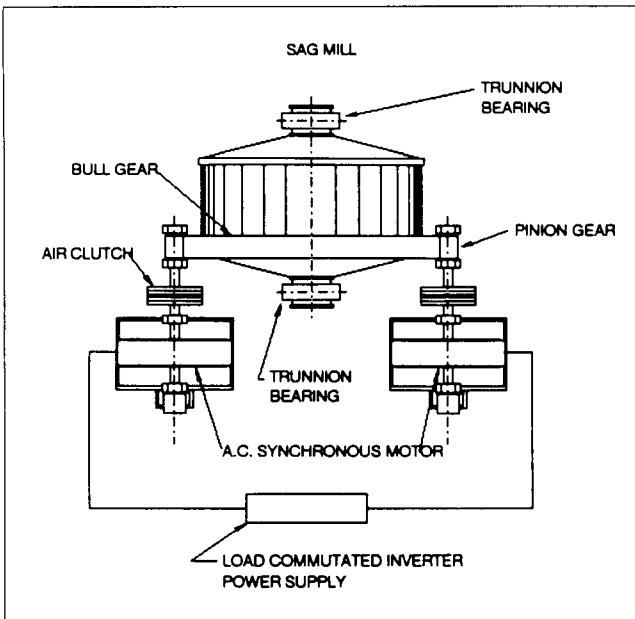 SAG MILL
TRUNNION
BEARING
BULL GEAR
PINION GEAR
AIR CLUTCH
TRUNNION
BEARING
A.C. SYNCHRONOUS MOTOR
LOAD COMMUTATED INVERTER
POWER SUPPLY